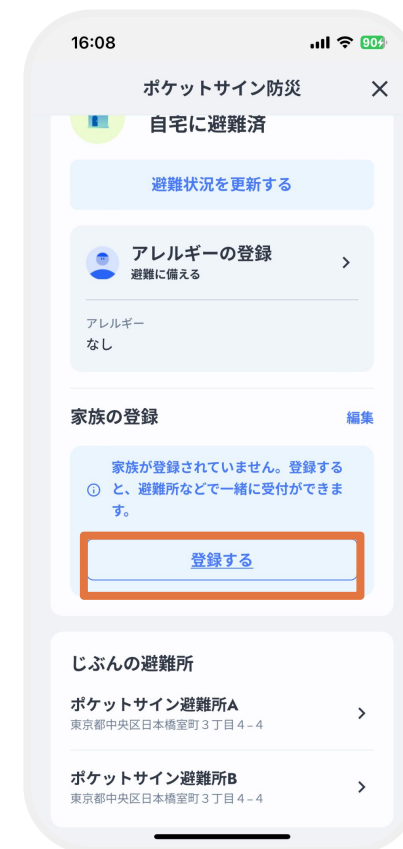 16:08
90
ポケットサイン防災
自宅に避難済
避難状況を更新する
アレルギーの登録
避難に備える
アレルギー
なし
家族の登録
編集
家族が登録されていません。登録する
と、避難所などで一緒に受付ができま
す。
登録する
じぶんの避難所
ポケットサイン避難所A
東京都中央区日本橋室町3丁目4−4
ポケットサイン避難所B
東京都中央区日本橋室町3丁目4−4